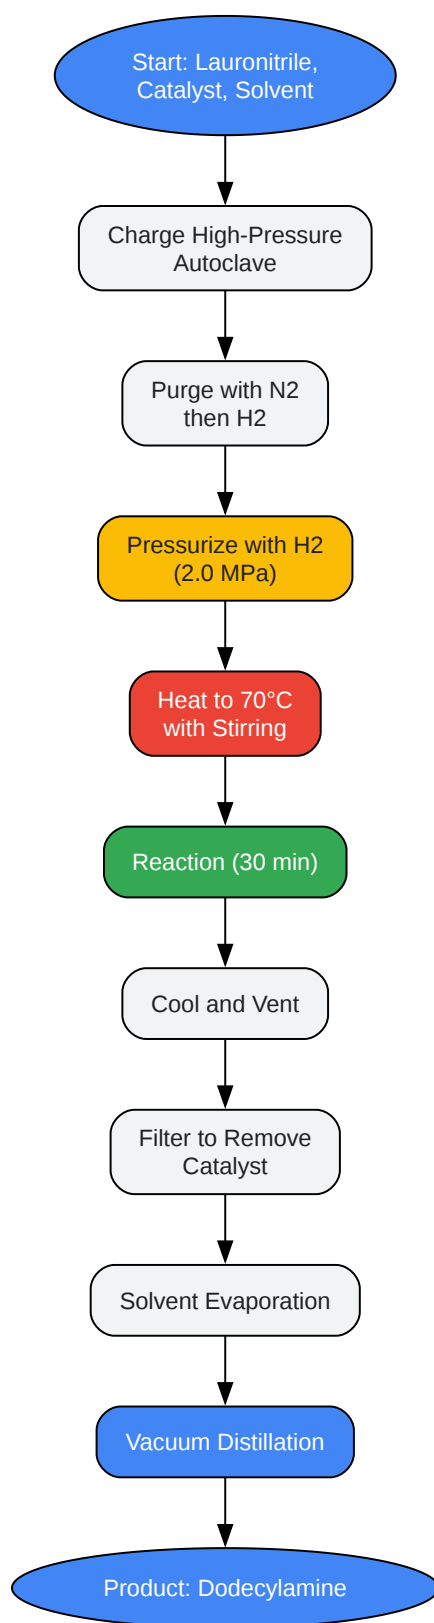 Start: Lauronitrile,
Catalyst, Solvent
Charge High-Pressure
Autoclave
Purge with N2
then H2
Pressurize with H2
(2.0 MPa)
Heat to 70°C
with Stirring
Reaction (30 min)
Cool and Vent
Filter to Remove
Catalyst
Solvent Evaporation
Vacuum Distillation
Product: Dodecylamine